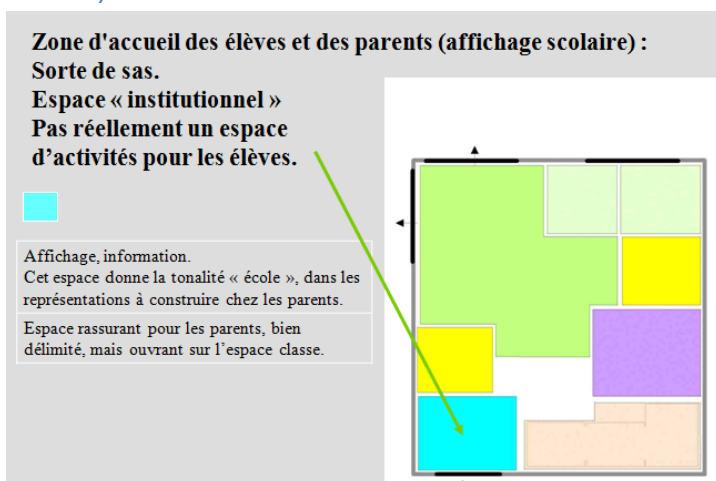 Zone d'accueil des élèves et des parents (affichage scolaire) :
Sorte de sas.
Espace « institutionnel »
Pas réellement un espace
d’activités pour les élèves.
Affichage, information.
Cet espace donne la tonalité « école », dans les
représentations à construire chez les parents.
Espace rassurant pour les parents, bien
délimité, mais ouvrant sur l’espace classe.